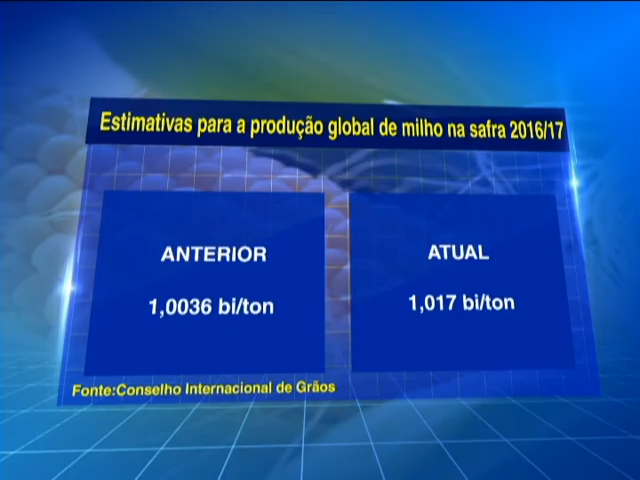 Estimativas para a produção global de milho na safra 2016/17
ANTERIOR
1,0036 bi/ton
ATUAL
1,017 bi/ton
Fonte:Conselho Internacional de Grãos